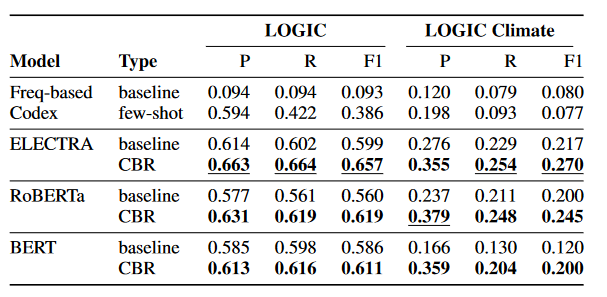 LOGIC LOGIC Climate
Model Type P R F1 P R F1
Freq-based baseline 0.094 0.094 0.093 0.120 0.079 0.080
Codex few-shot 0.594 0.422 0.386 0.198 0.093 0.077
ELECTRA baseline 0.614 0.602 0.599 0.276 0.229 0.217
CBR 0.663 0.664 0.657 0.355 0.254 0.270
RoBERTa baseline 0.577 0.561 0.560 0.237 0.211 0.200
CBR 0.631 0.619 0.619 0.379 0.248 0.245
BERT baseline 0.585 0.598 0.586 0.166 0.130 0.120
CBR 0.613 0.616 0.611 0.359 0.204 0.200